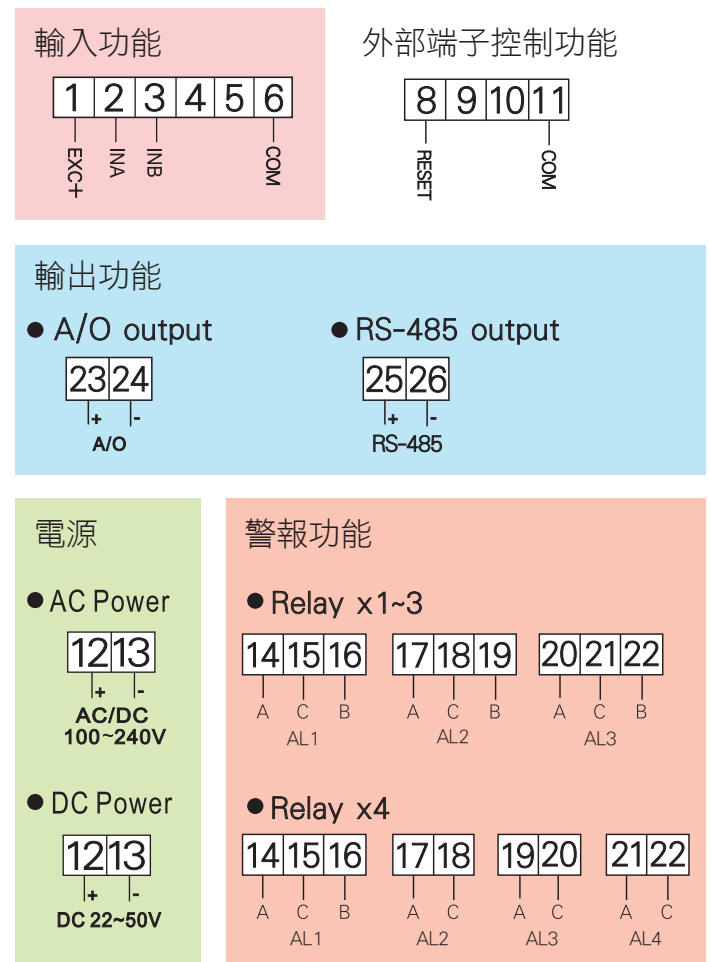 輸入功能
1 2 3 4 5 6
EXC+ INA INB COM
外部端子控制功能
8 9 10 11
RESET COM
輸出功能
● A/O output
23 24
+ -
A/O
● RS-485 output
25 26
+ -
RS-485
電源
● AC Power
12 13
+ -
AC/DC
100~240V
● DC Power
12 13
+ -
DC 22~50V
警報功能
● Relay x1~3
14 15 16 17 18 19 20 21 22
A C B A C B A C B
AL1 AL2 AL3
● Relay x4
14 15 16 17 18 19 20 21 22
A C B A C A C A C
AL1 AL2 AL3 AL4